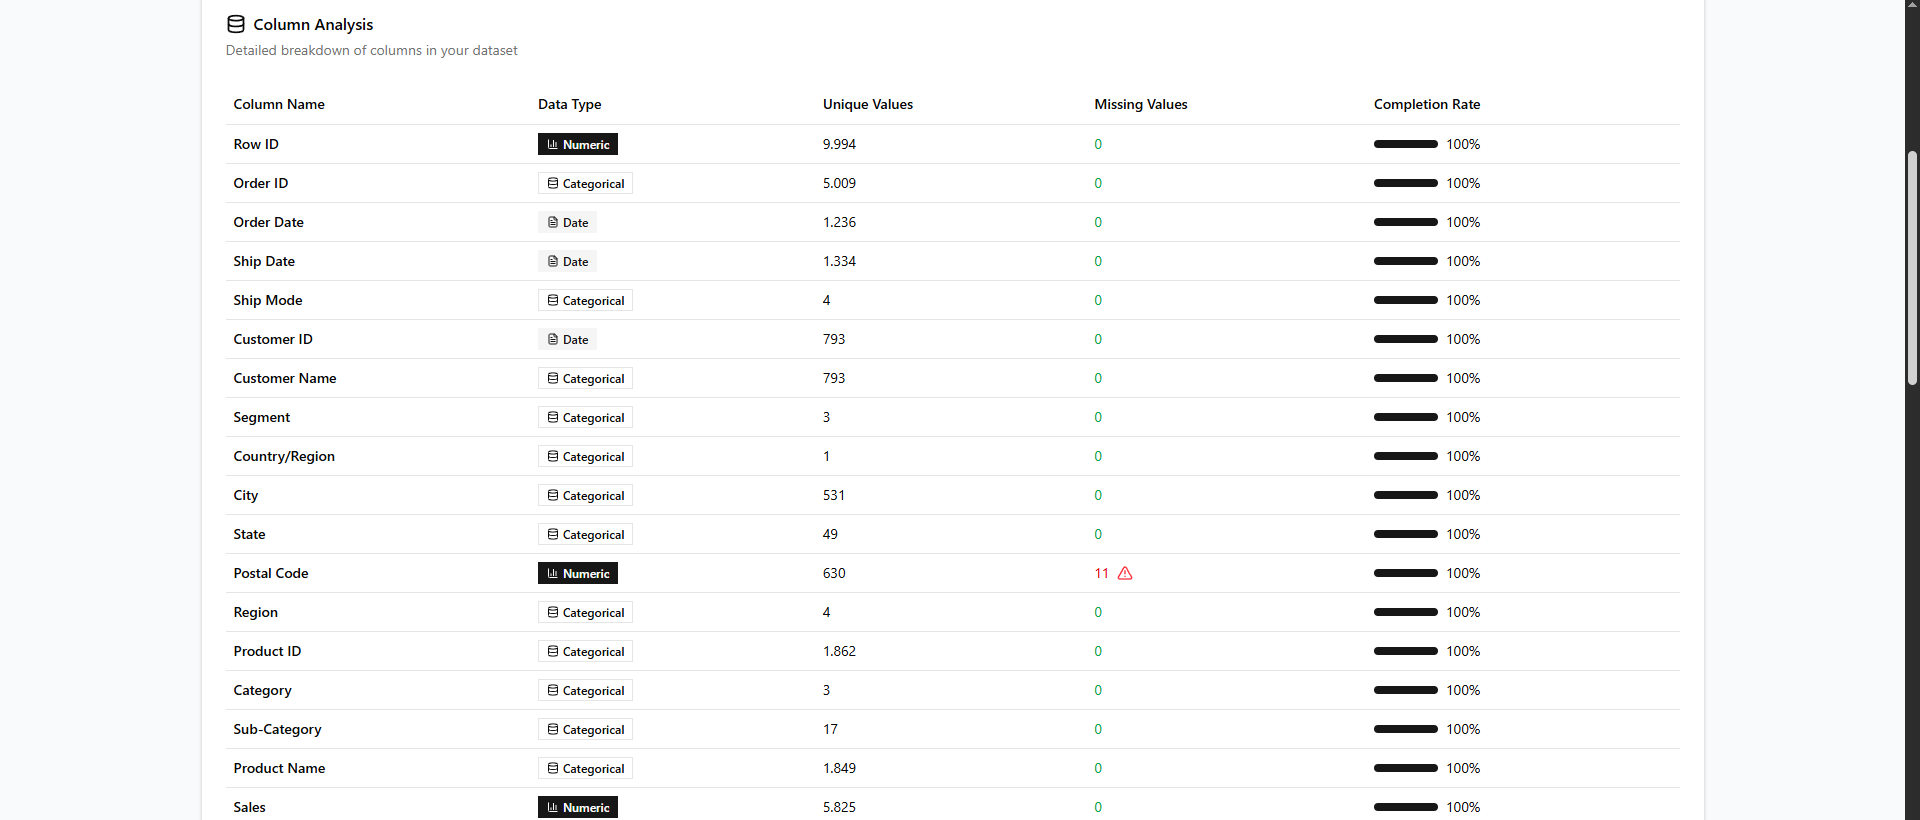 Column Analysis
Detailed breakdown of columns in your dataset
Column Name Data Type Unique Values Missing Values Completion Rate
Row ID Numeric 9.994 0 100%
Order ID Categorical 5.009 0 100%
Order Date Date 1.236 0 100%
Ship Date Date 1.334 0 100%
Ship Mode Categorical 4 0 100%
Customer ID Date 793 0 100%
Customer Name Categorical 793 0 100%
Segment Categorical 3 0 100%
Country/Region Categorical 1 0 100%
City Categorical 531 0 100%
State Categorical 49 0 100%
Postal Code Numeric 630 11 100%
Region Categorical 4 0 100%
Product ID Categorical 1.862 0 100%
Category Categorical 3 0 100%
Sub-Category Categorical 17 0 100%
Product Name Categorical 1.849 0 100%
Sales Numeric 5.825 0 100%